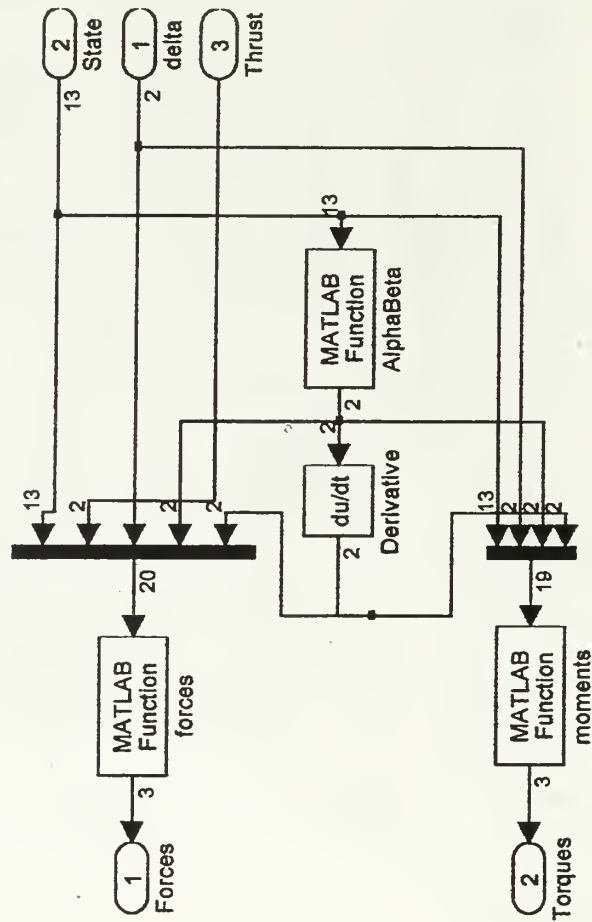 2
State
13
1
delta
2
3
Thrust
13
MATLAB
Function
AlphaBeta
2
2
du/dt
Derivative
2
13
2
2
2
20
MATLAB
Function
forces
3
1
Forces
13
2
2
2
19
MATLAB
Function
moments
3
2
Torques